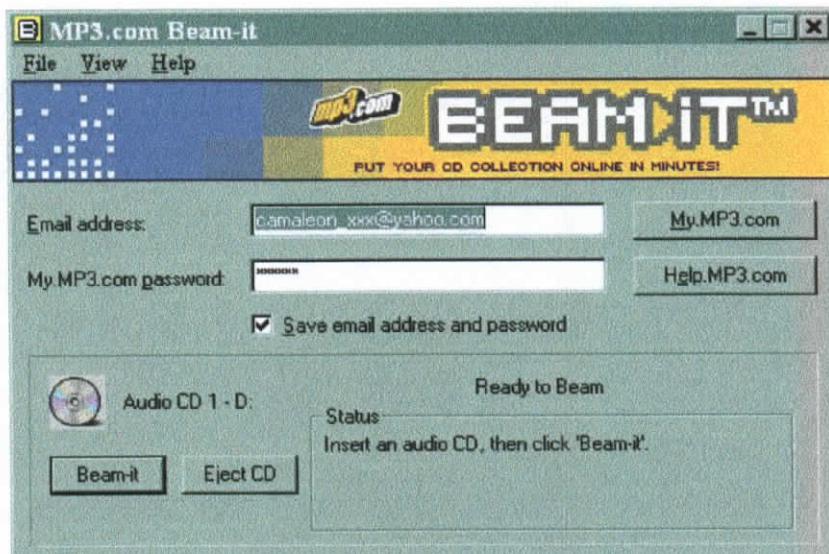 MP3.com Beam-it
File View Help
mp3.com BEAM iT™
PUT YOUR CD COLLECTION ONLINE IN MINUTES!
Email address: camaleon_xxx@yahoo.com My.MP3.com
My.MP3.com password: ******* Help.MP3.com
Save email address and password
Audio CD 1 - D: Ready to Beam
Status
Insert an audio CD, then click 'Beam-it'.
Beam-it Eject CD